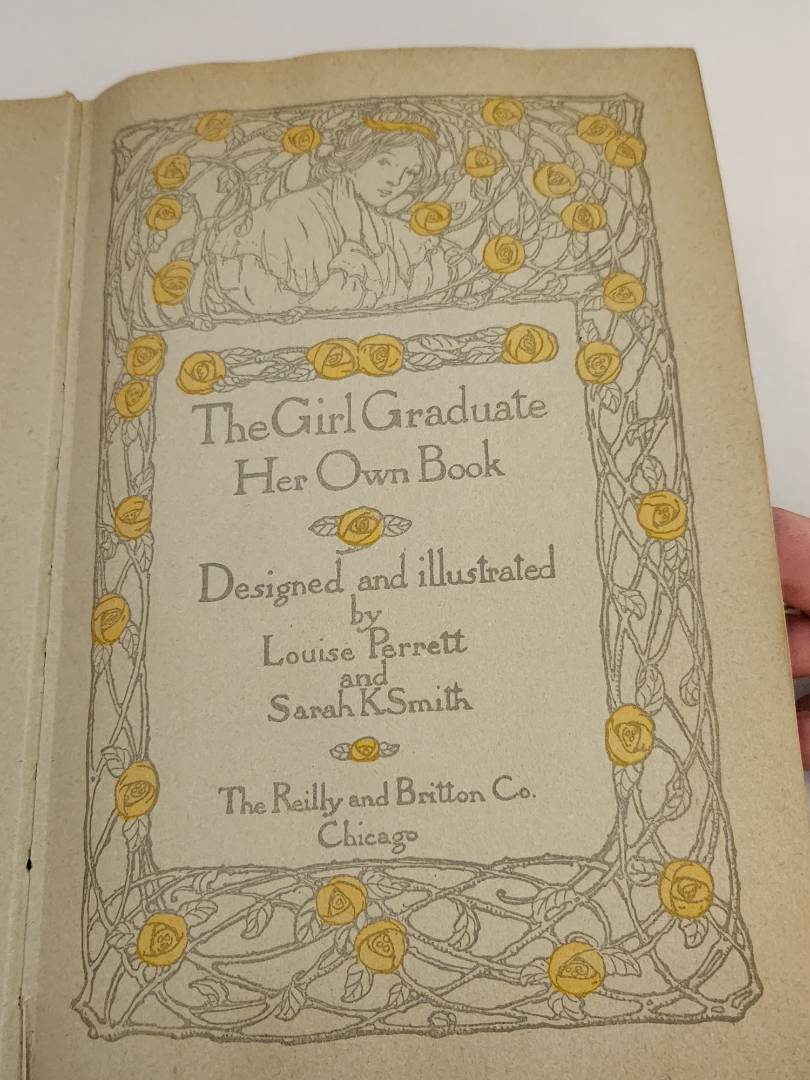 The Girl Graduate
Her Own Book
Designed and illustrated
by
Louise Perrett
and
Sarah K Smith
The Reilly and Britton Co.
Chicago